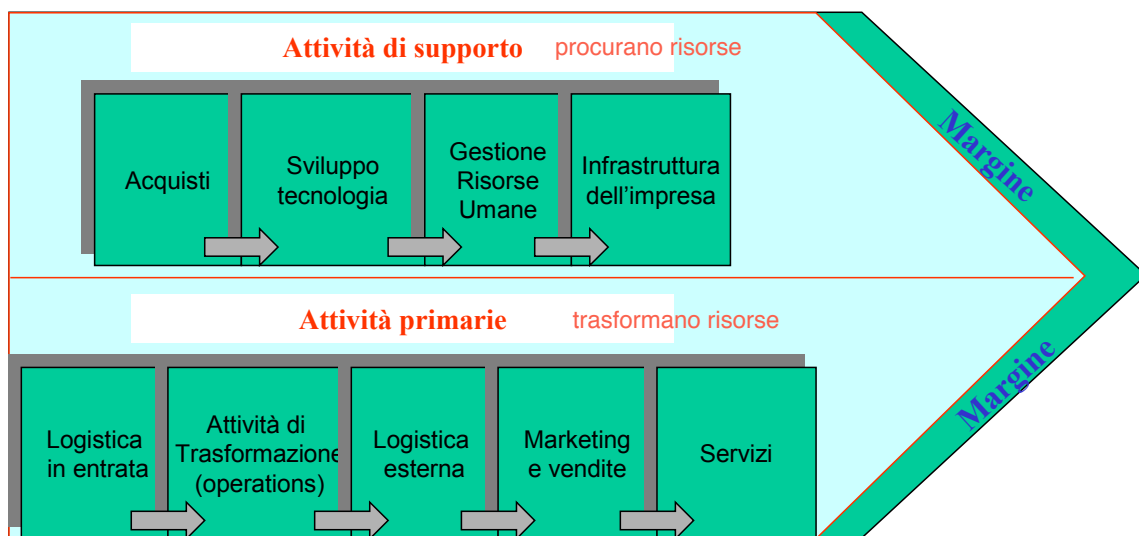 Attività di supporto procurano risorse
Acquisti
Sviluppo
tecnologia
Gestione
Risorse
Umane
Infrastruttura
dell’impresa
Margine
Attività primarie trasformano risorse
Logistica
in entrata
Attività di
Trasformazione
(operations)
Logistica
esterna
Marketing
e vendite
Servizi
Margine